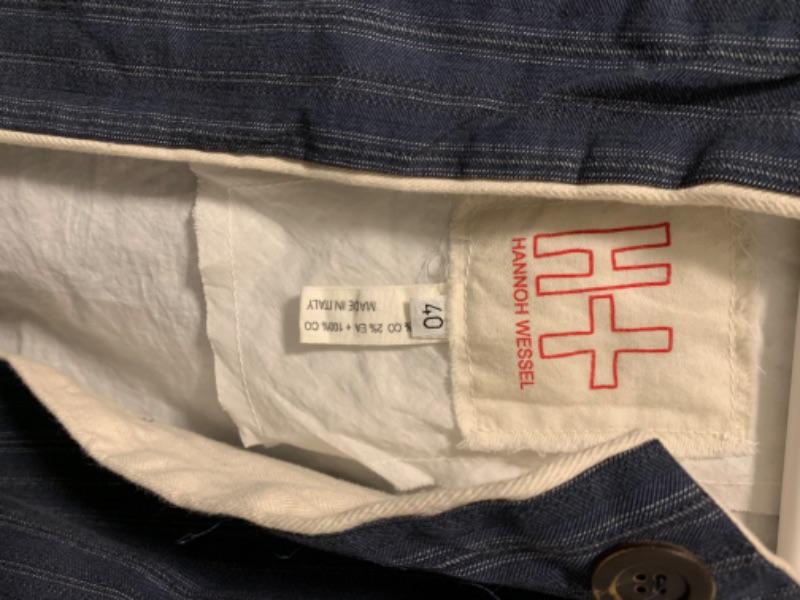 H+
HANNOH WESSEL
40
% CO 2% EA + 100% CO
MADE IN ITALY